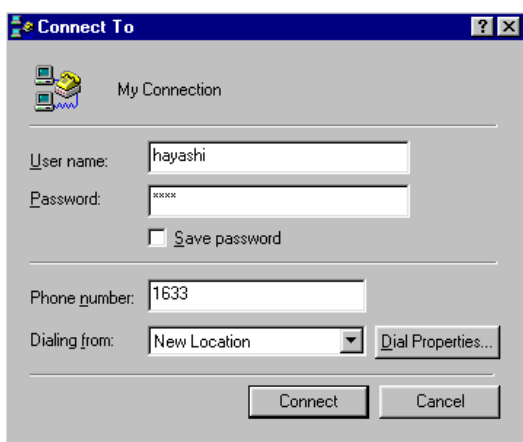 Connect To
My Connection
User name: hayashi
Password: ****
Save password
Phone number: 1633
Dialing from: New Location Dial Properties...
Connect Cancel